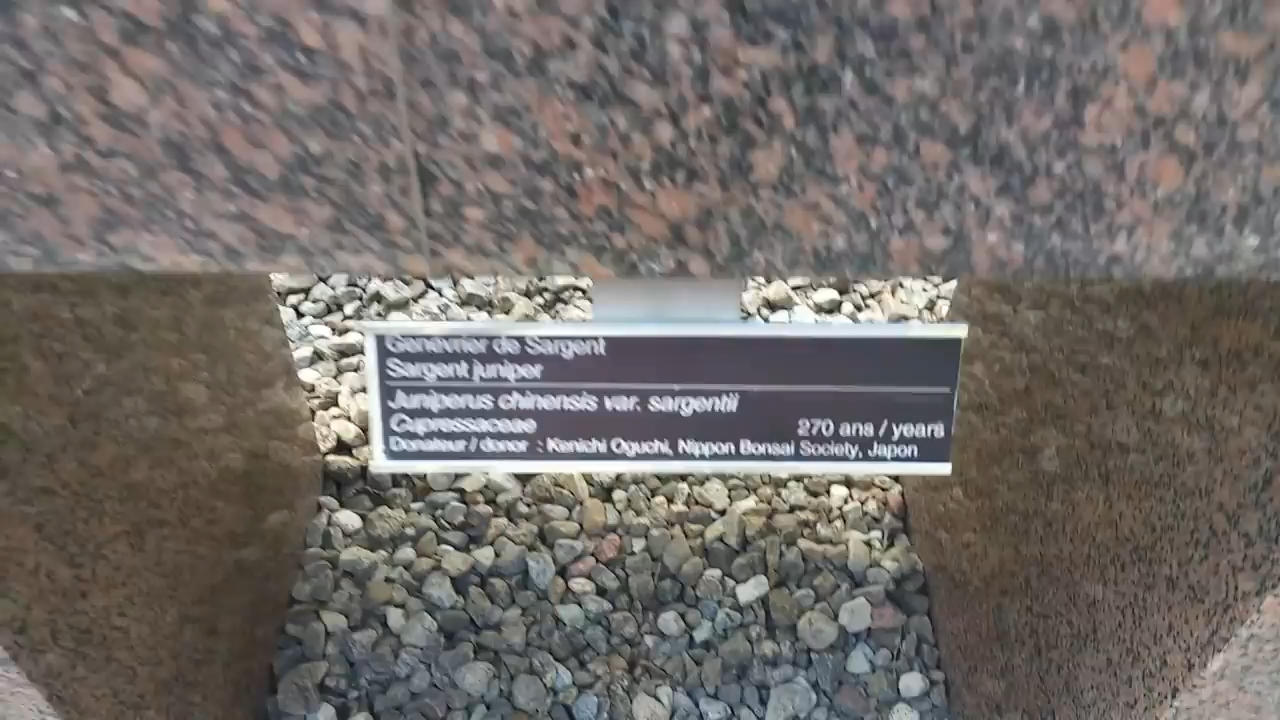 Genévrier de Sargent
Sargent juniper
Juniperus chinensis var. sargentii
Cupressaceae 270 ans / years
Donateur / donor : Kenichi Oguchi, Nippon Bonsai Society, Japon